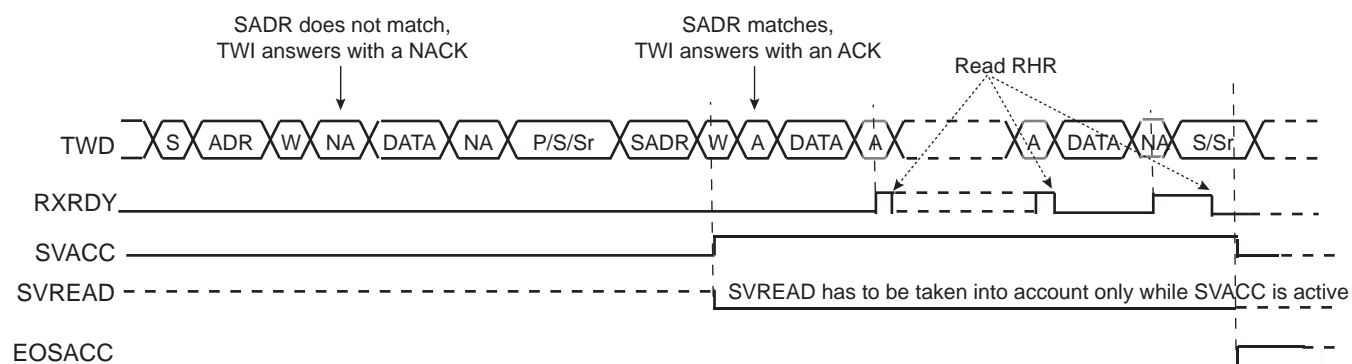 SADR does not match,
TWI answers with a NACK
SADR matches,
TWI answers with an ACK
Read RHR
TWD S ADR W NA DATA NA P/S/Sr SADR W A DATA A A DATA NA S/Sr
RXRDY
SVACC
SVREAD SVREAD has to be taken into account only while SVACC is active
EOSACC